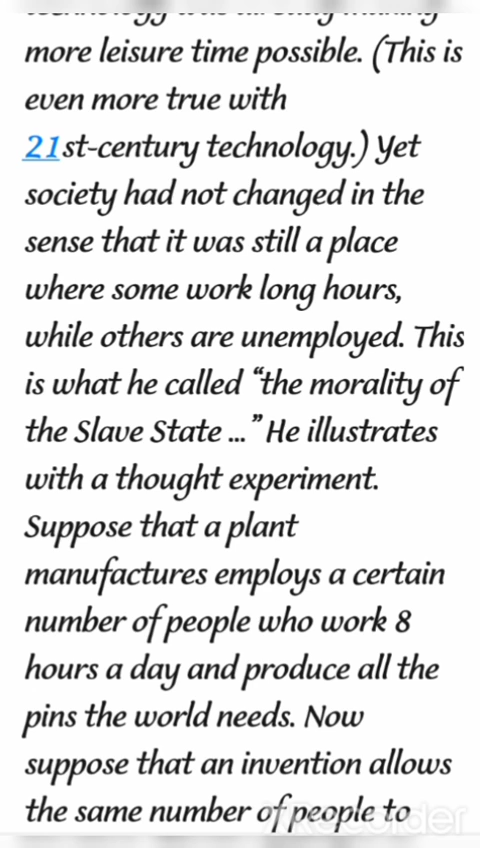 more leisure time possible. (This is
even more true with
21st-century technology.) Yet
society had not changed in the
sense that it was still a place
where some work long hours,
while others are unemployed. This
is what he called “the morality of
the Slave State ...” He illustrates
with a thought experiment.
Suppose that a plant
manufactures employs a certain
number of people who work 8
hours a day and produce all the
pins the world needs. Now
suppose that an invention allows
the same number of people to
Recorder